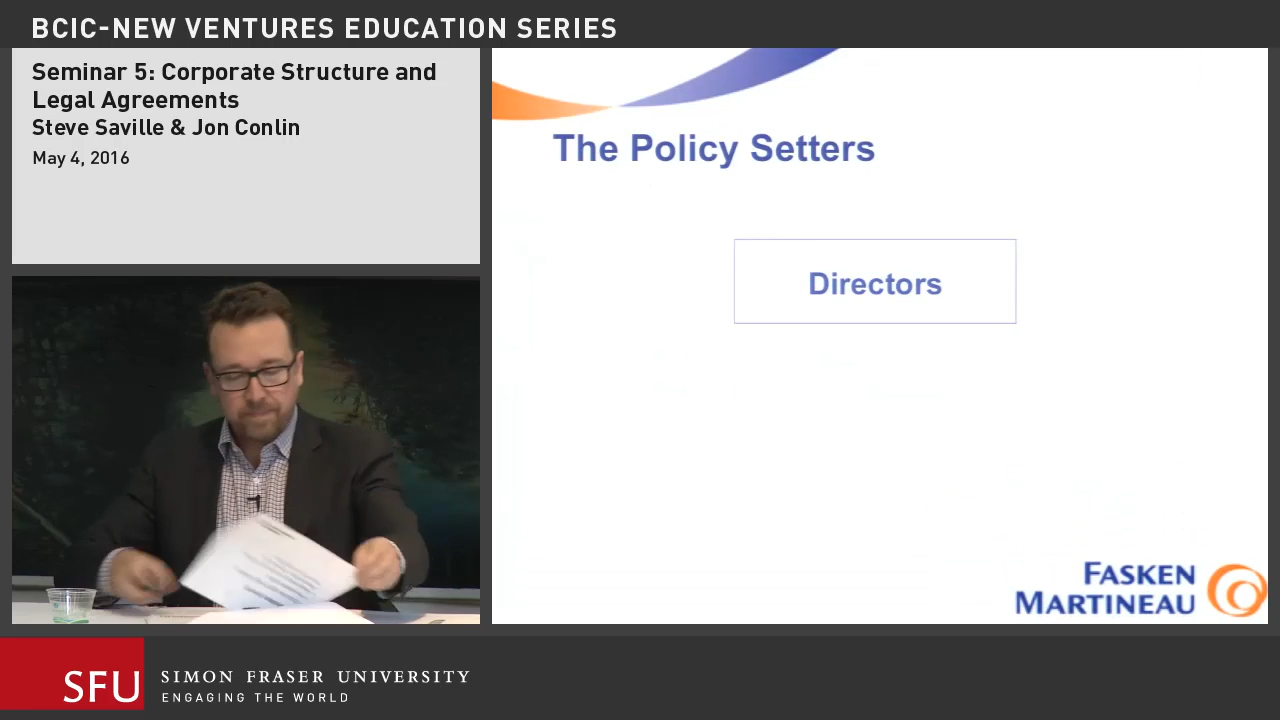 BCIC-NEW VENTURES EDUCATION SERIES
Seminar 5: Corporate Structure and
Legal Agreements
Steve Saville & Jon Conlin
May 4, 2016
The Policy Setters
Directors
FASKEN
MARTINEAU
SFU
SIMON FRASER UNIVERSITY
ENGAGING THE WORLD